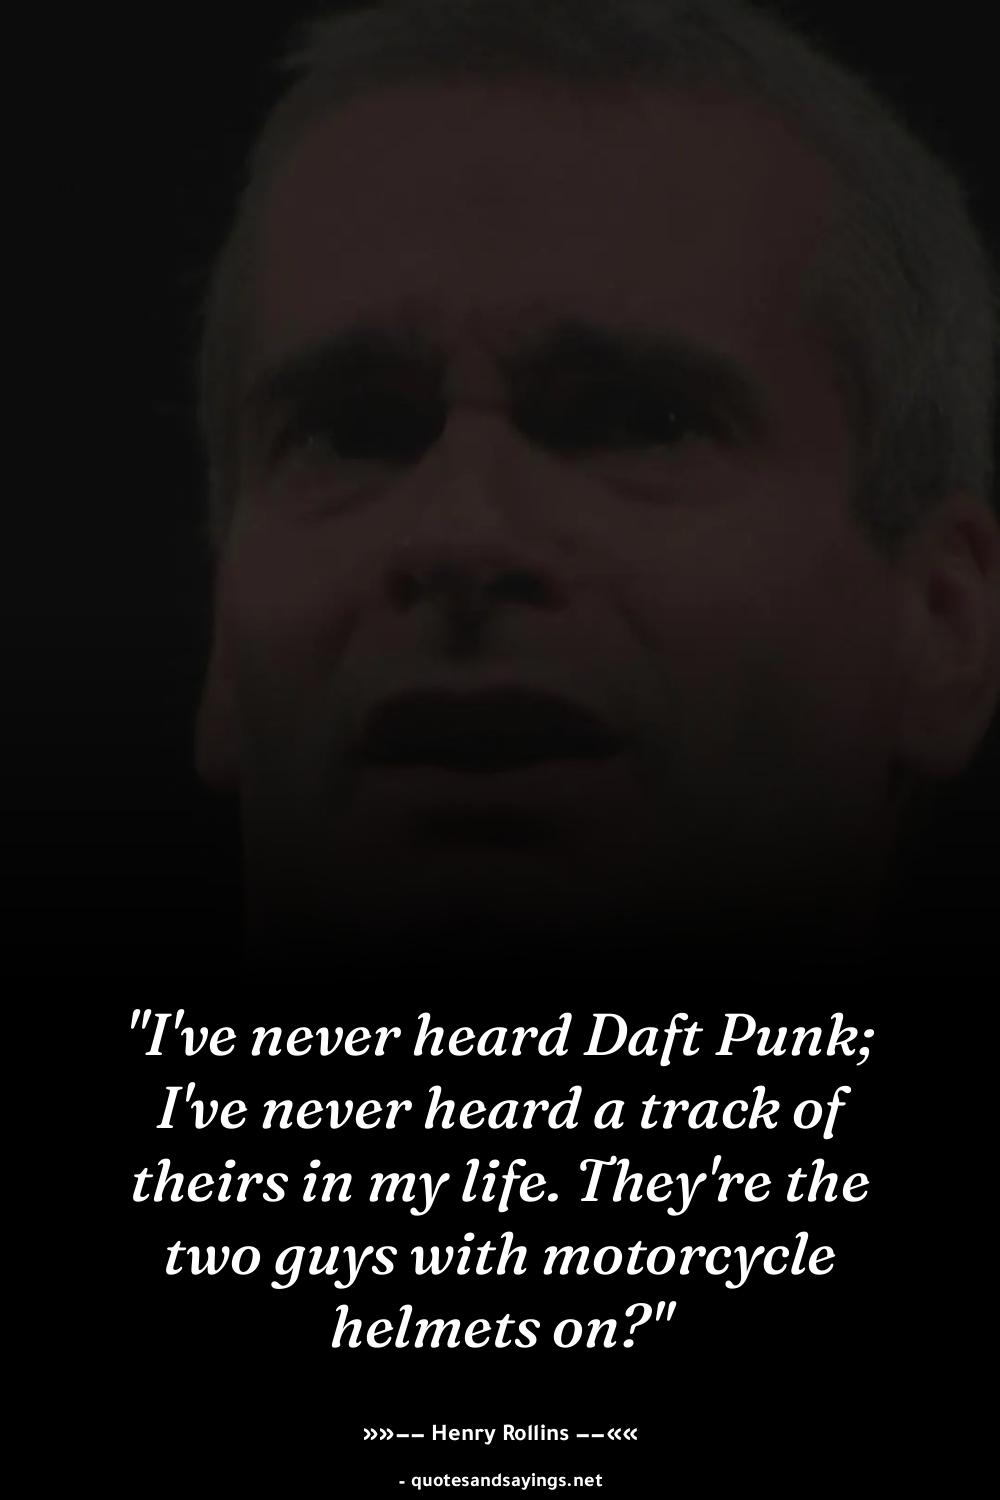 "I've never heard Daft Punk;
I've never heard a track of
theirs in my life. They're the
two guys with motorcycle
helmets on?"
»»−− Henry Rollins −−««
- quotesandsayings.net